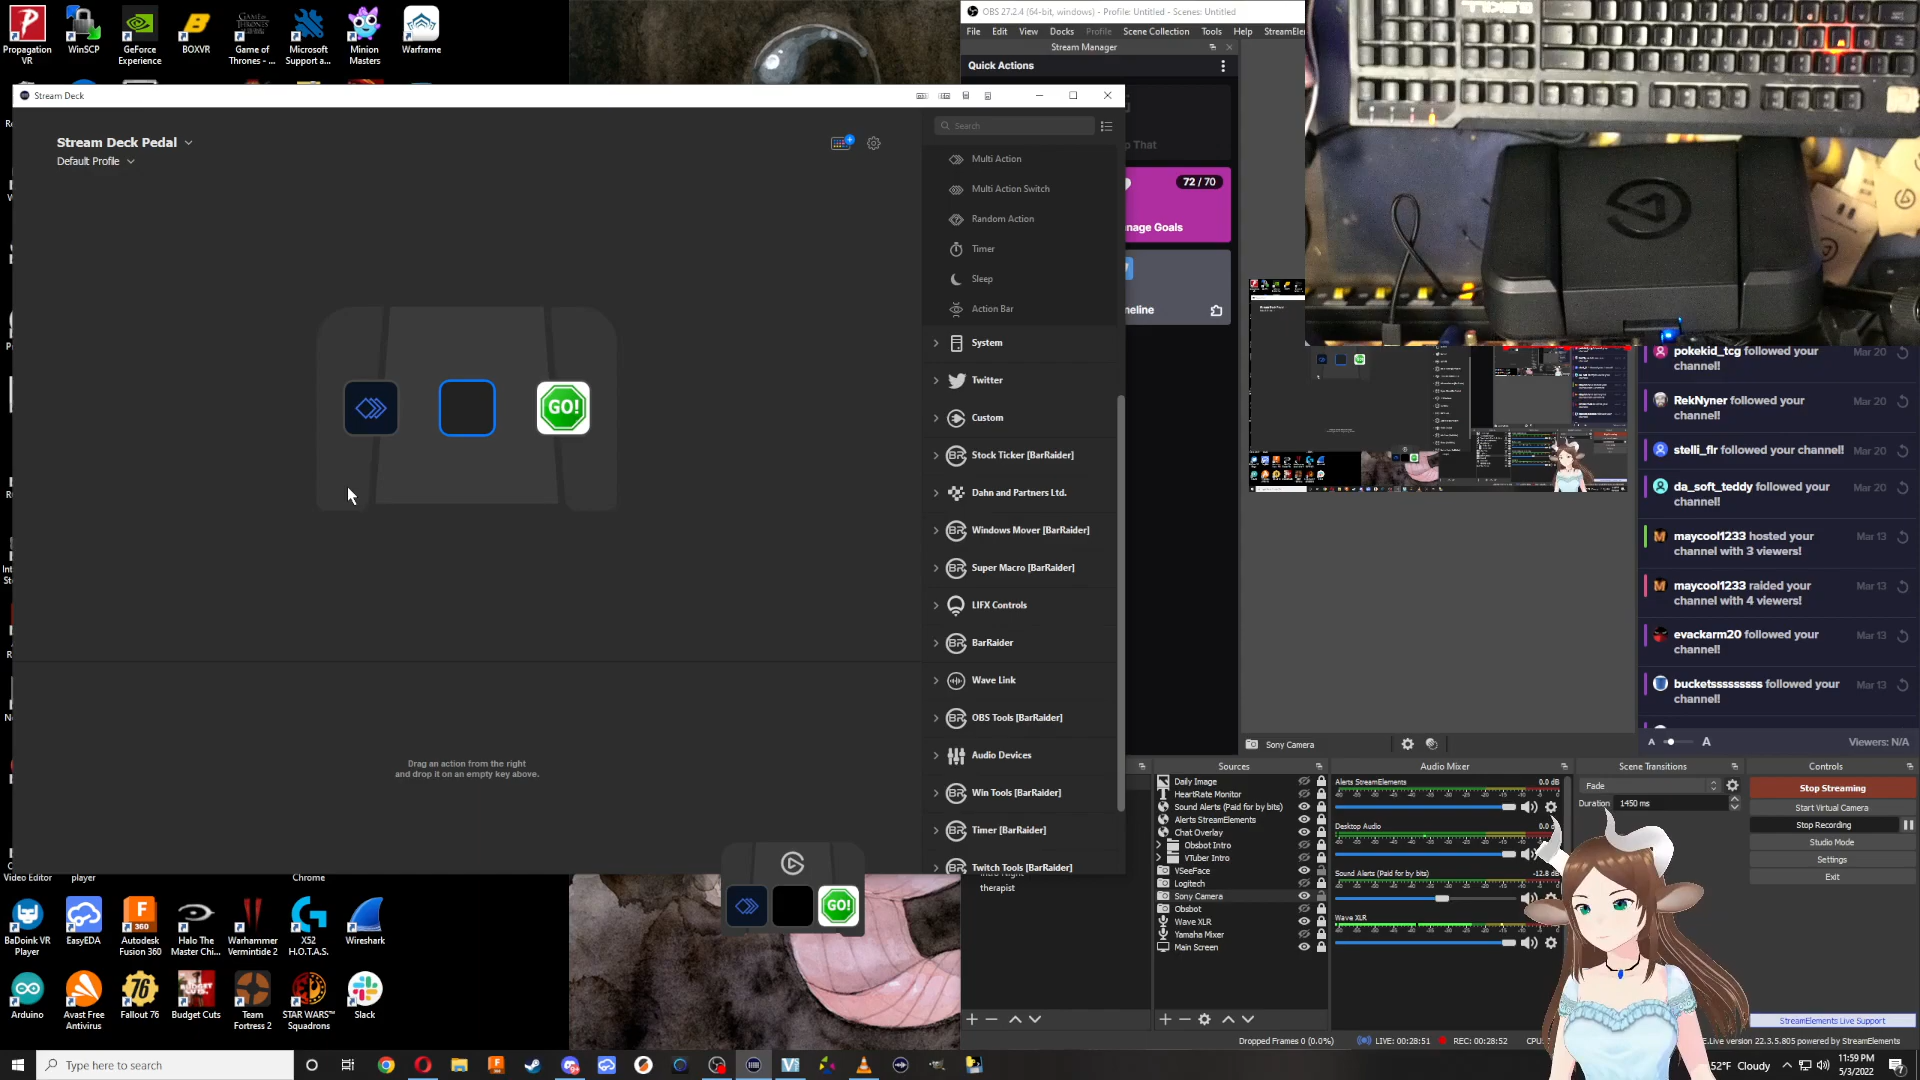 Propagation
VR
WinSCP
GeForce
Experience
BOXVR
Game of
Thrones - ...
Microsoft
Support a...
Minion
Masters
Warframe
OBS 27.2.4 (64-bit, windows) - Profile: Untitled - Scenes: Untitled
File Edit View Docks Profile Scene Collection Tools Help
Stream Manager
Quick Actions
72 / 70
Stream Deck
Stream Deck Pedal
Default Profile
Search
Multi Action
Multi Action Switch
Random Action
Timer
Sleep
Action Bar
System
Twitter
Custom
Stock Ticker [BarRaider]
Dahn and Partners Ltd.
Windows Mover [BarRaider]
Super Macro [BarRaider]
LIFX Controls
BarRaider
Wave Link
OBS Tools [BarRaider]
Audio Devices
Win Tools [BarRaider]
Timer [BarRaider]
Twitch Tools [BarRaider]
GO!
Drag an action from the right
and drop it on an empty key above.
GO!
pokekid_tcg followed your
channel!
Mar 20
RekNyner followed your
channel!
Mar 20
stelli_flr followed your channel!
Mar 20
da_soft_teddy followed your
channel!
Mar 20
maycool1233 hosted your
channel with 3 viewers!
Mar 13
maycool1233 raided your
channel with 4 viewers!
Mar 13
evackarm20 followed your
channel!
Mar 13
bucketsssssssss followed your
channel!
Mar 13
A A Viewers: N/A
Sony Camera
therapist
Sources
Daily Image
HeartRate Monitor
Sound Alerts (Paid for by bits)
Alerts StreamElements
Chat Overlay
Obsbot Intro
VTuber Intro
VSeeFace
Logitech
Sony Camera
Obsbot
Wave XLR
Yamaha Mixer
Main Screen
Audio Mixer
Alerts StreamElements 0.0 dB
Desktop Audio
Sound Alerts (Paid for by bits) -12.8 dB
Wave XLR
Scene Transitions
Fade
Duration 1450 ms
Controls
Stop Streaming
Start Virtual Camera
Stop Recording
Studio Mode
Settings
Exit
StreamElements Live Support
Dropped Frames 0 (0.0%) LIVE: 00:28:51 REC: 00:28:52
version 22.3.5.805 powered by StreamElements
Video Editor
player
Chrome
BaDoink VR
Player
EasyEDA
Autodesk
Fusion 360
Halo The
Master Chi...
Warhammer
Vermintide 2
X52
H.O.T.A.S.
Wireshark
Arduino
Avast Free
Antivirus
Fallout 76
Budget Cuts
Team
Fortress 2
STAR WARS™
Squadrons
Slack
Type here to search
52°F Cloudy
11:59 PM
5/3/2022